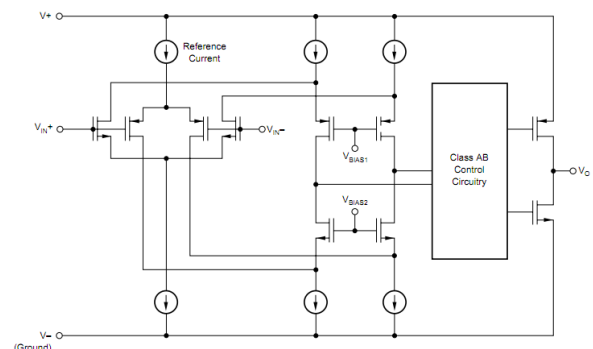 V+
Reference
Current
VIN+
VIN−
VBIAS1
VBIAS2
Class AB
Control
Circuitry
VO
V−
(Ground)